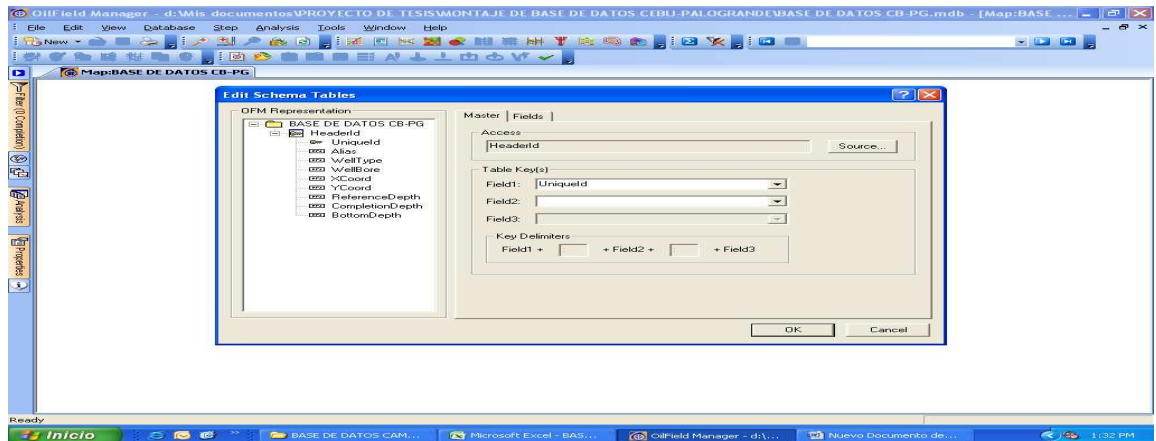 OilField Manager - d:\Mis documentos\PROYECTO DE TESIS\MONTAJE DE BASE DE DATOS CEBU-PALOGRANDE\BASE DE DATOS CB-PG.mdb - [Map:BASE ...
File Edit View Database Step Analysis Tools Window Help
New
Map:BASE DE DATOS CB-PG
Filter (0 Completion)
Analysis
Properties
Edit Schema Tables
OFM Representation
BASE DE DATOS CB-PG
HeaderId
UniqueId
Alias
WellType
WellBore
XCoord
YCoord
ReferenceDepth
CompletionDepth
BottomDepth
Master Fields
Access
HeaderId Source...
Table Key(s)
Field1: UniqueId
Field2:
Field3:
Key Delimiters
Field1 + + Field2 + + Field3
OK Cancel
Ready
Inicio BASE DE DATOS CAM... Microsoft Excel - BAS... OilField Manager - d:\... Nuevo Documento de... 1:32 PM